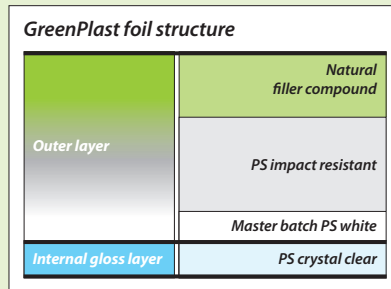 GreenPlast foil structure
Natural
filler compound
Outer layer
PS impact resistant
Master batch PS white
Internal gloss layer
PS crystal clear